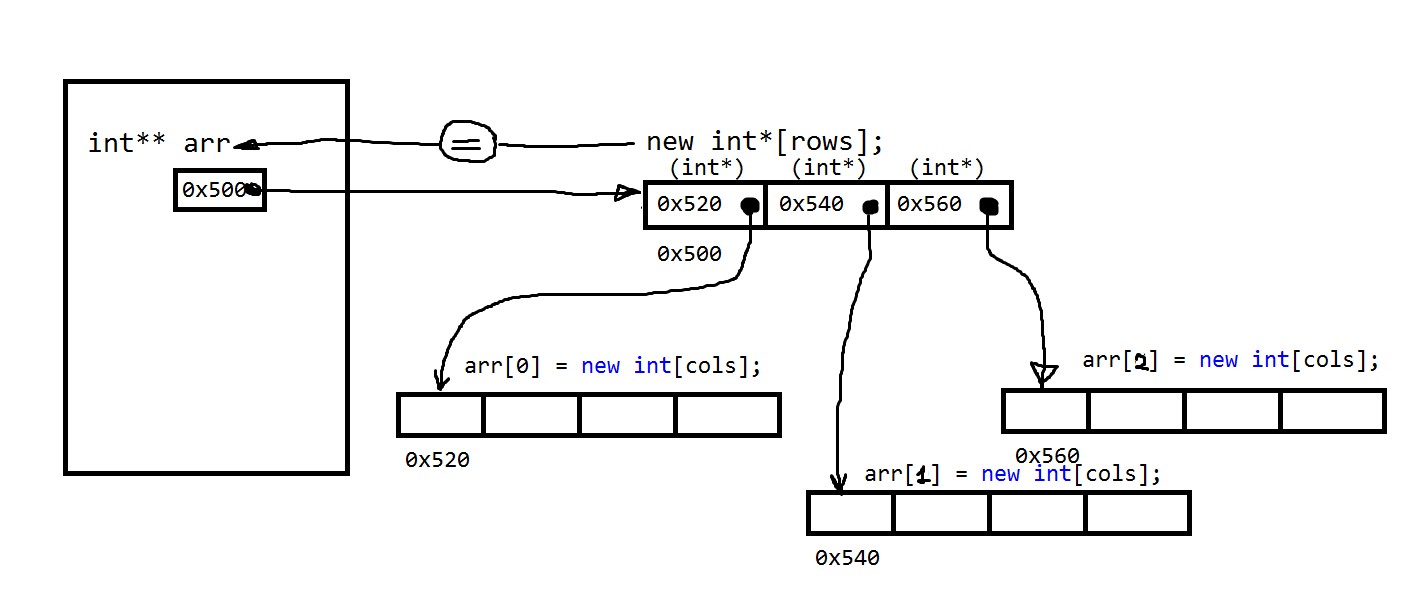 int** arr
=
new int*[rows];
(int*) (int*) (int*)
0x500
0x520 0x540 0x560
0x500
arr[0] = new int[cols];
0x520
arr[2] = new int[cols];
0x560
arr[1] = new int[cols];
0x540